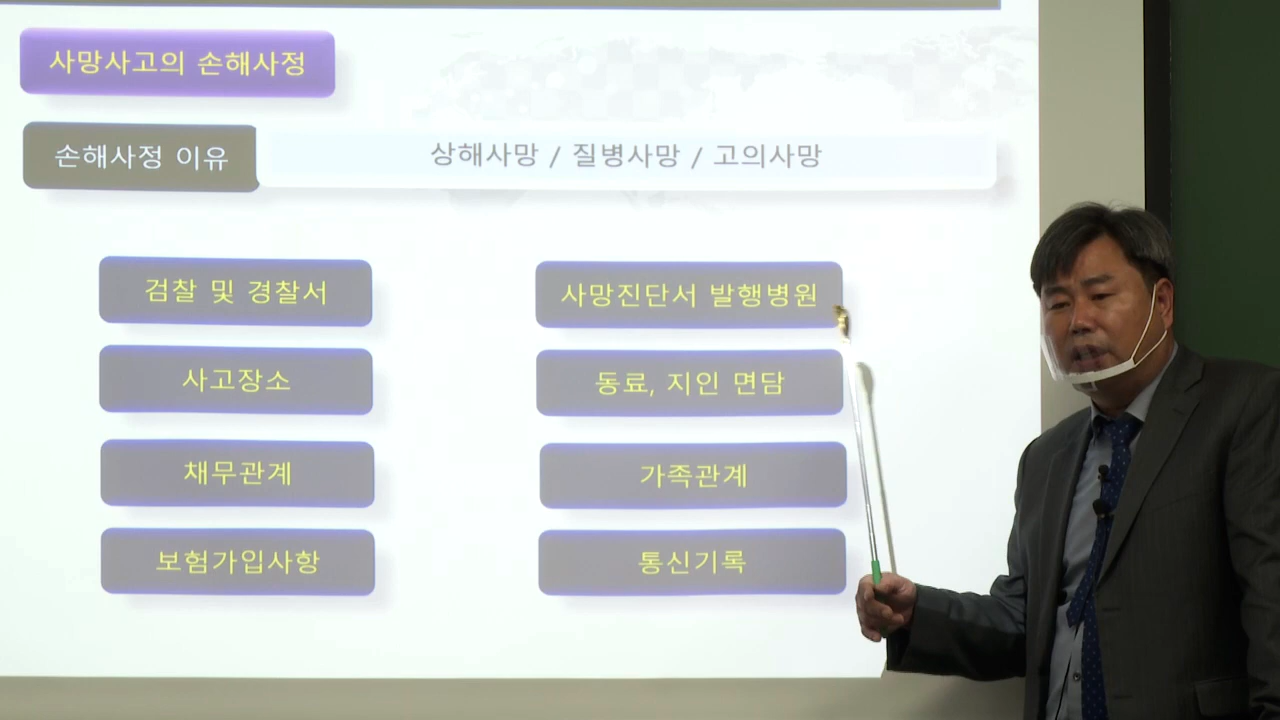 사망사고의 손해사정
손해사정 이유
상해사망 / 질병사망 / 고의사망
검찰 및 경찰서
사망진단서 발행병원
사고장소
동료, 지인 면담
채무관계
가족관계
보험가입사항
통신기록